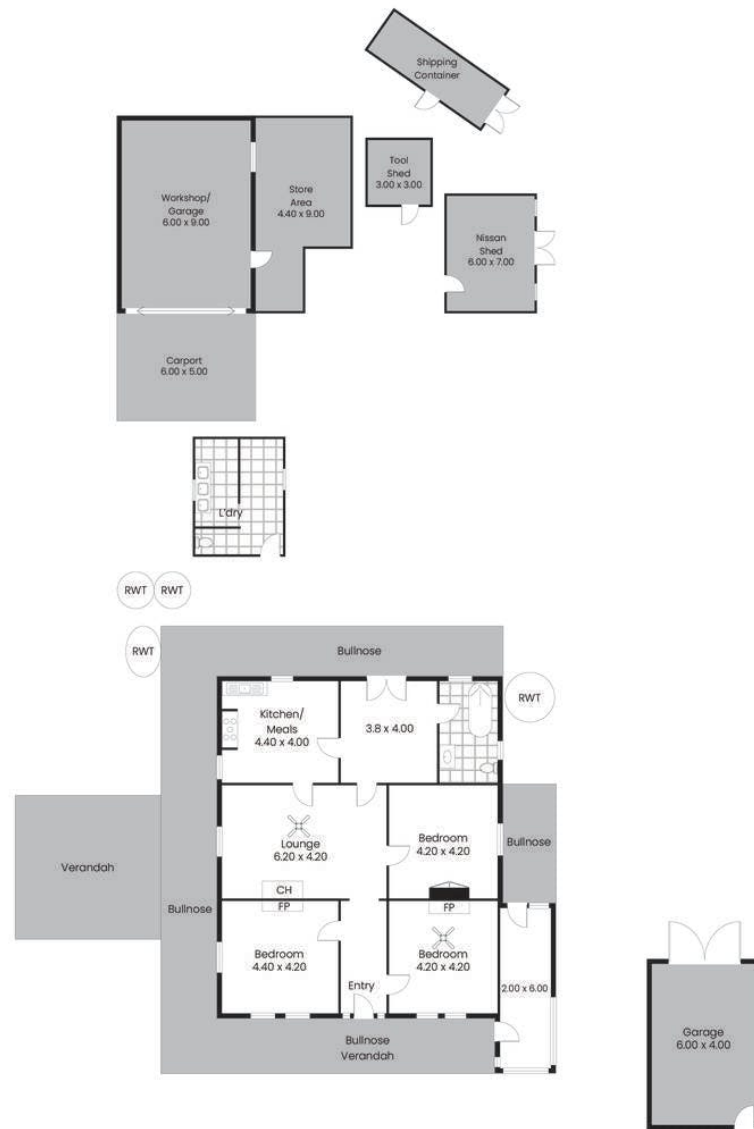 Shipping
Container
Tool
Shed
3.00 x 3.00
Workshop/
Garage
6.00 x 9.00
Store
Area
4.40 x 9.00
Nissan
Shed
6.00 x 7.00
Carport
6.00 x 5.00
L'dry
RWT
RWT
RWT
Bullnose
RWT
Kitchen/
Meals
4.40 x 4.00
3.8 x 4.00
Verandah
Bullnose
Lounge
6.20 x 4.20
CH
Bedroom
4.20 x 4.20
Bullnose
FP
Bedroom
4.40 x 4.20
Entry
FP
Bedroom
4.20 x 4.20
2.00 x 6.00
Bullnose
Verandah
Garage
6.00 x 4.00